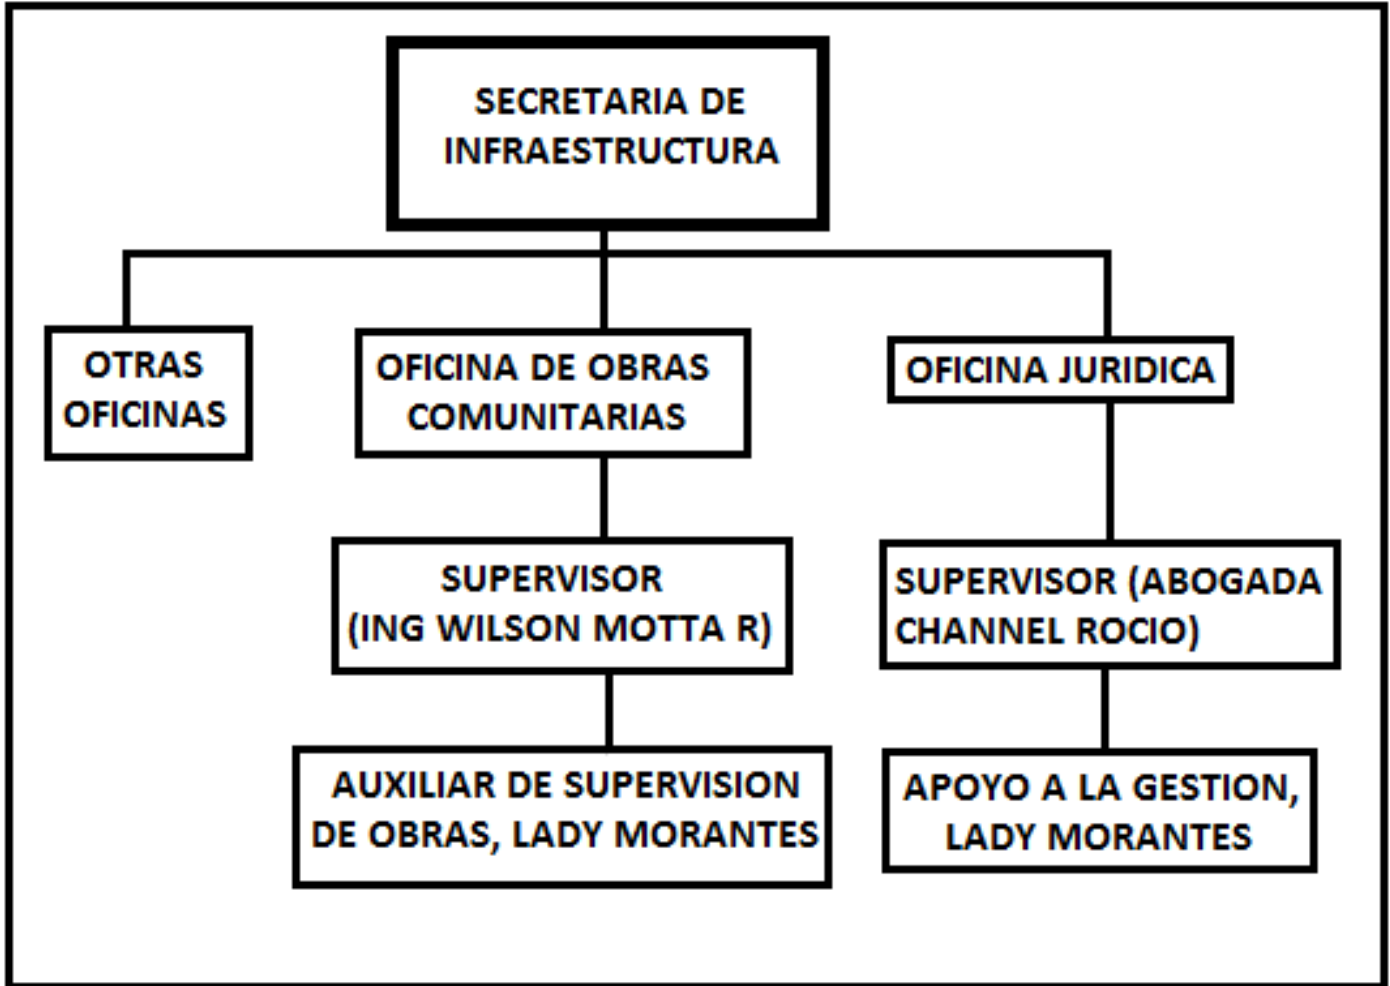 SECRETARIA DE
INFRAESTRUCTURA
OTRAS
OFICINAS
OFICINA DE OBRAS
COMUNITARIAS
OFICINA JURIDICA
SUPERVISOR
(ING WILSON MOTTA R)
SUPERVISOR (ABOGADA
CHANNEL ROCIO)
AUXILIAR DE SUPERVISION
DE OBRAS, LADY MORANTES
APOYO A LA GESTION,
LADY MORANTES